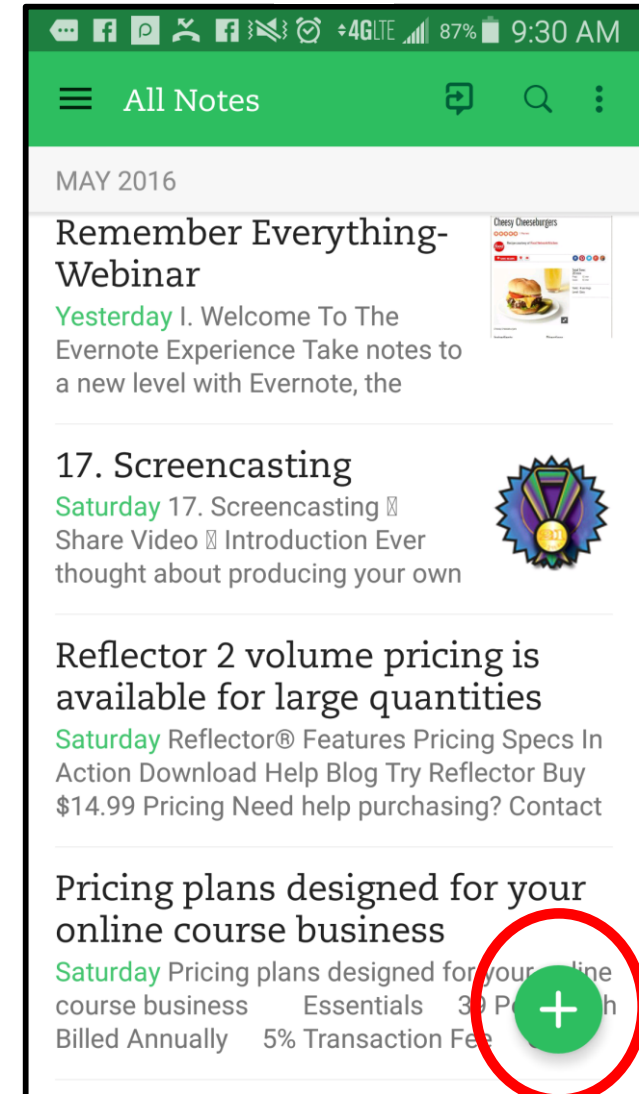 4GLTE 87% 9:30 AM
All Notes
MAY 2016
Remember Everything-
Webinar
Cheesy Cheeseburgers
Yesterday I. Welcome To The
Evernote Experience Take notes to
a new level with Evernote, the
17. Screencasting
Saturday 17. Screencasting
Share Video Introduction Ever
thought about producing your own
Reflector 2 volume pricing is
available for large quantities
Saturday Reflector® Features Pricing Specs In
Action Download Help Blog Try Reflector Buy
$14.99 Pricing Need help purchasing? Contact
Pricing plans designed for your
online course business
Saturday Pricing plans designed for your
course business Essentials 39
Billed Annually 5% Transaction Fee